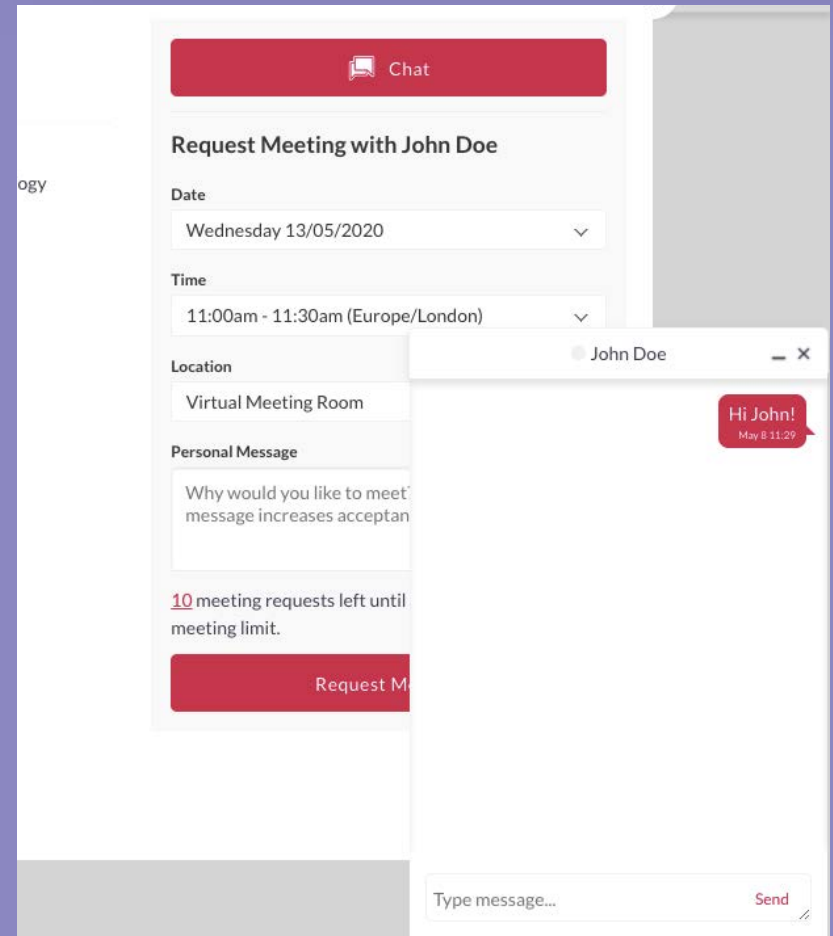 Chat
Request Meeting with John Doe
ogy
Date
Wednesday 13/05/2020
Time
11:00am - 11:30am (Europe/London)
Location
Virtual Meeting Room
Personal Message
Why would you like to meet?
message increases acceptan
10 meeting requests left until
meeting limit.
Request M
John Doe
Hi John!
May 8 11:29
Type message...
Send